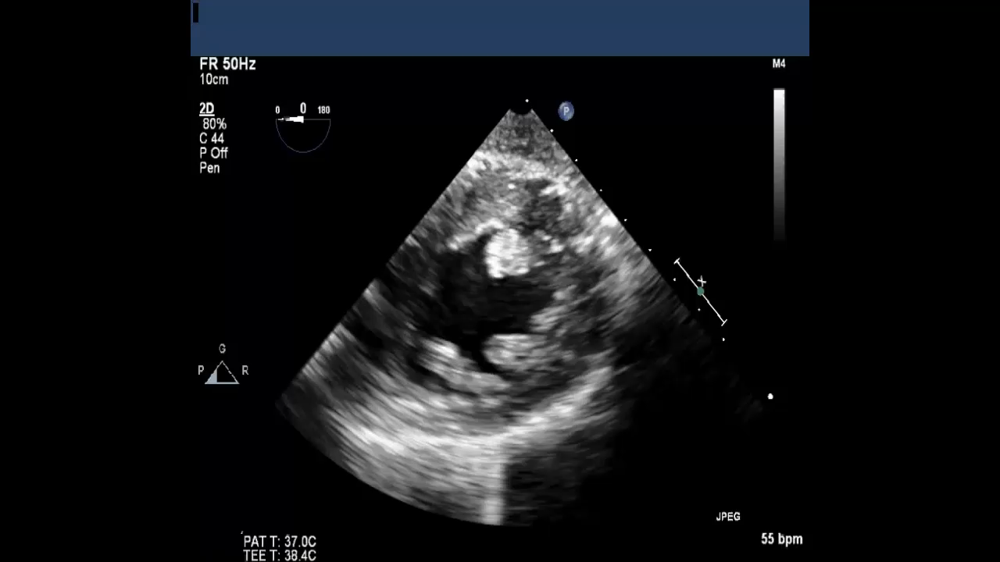 FR 50Hz
10cm
M4
2D
80%
C 44
P Off
Pen
0 0 180
P
G
P R
JPEG
55 bpm
PAT T: 37.0C
TEE T: 38.4C